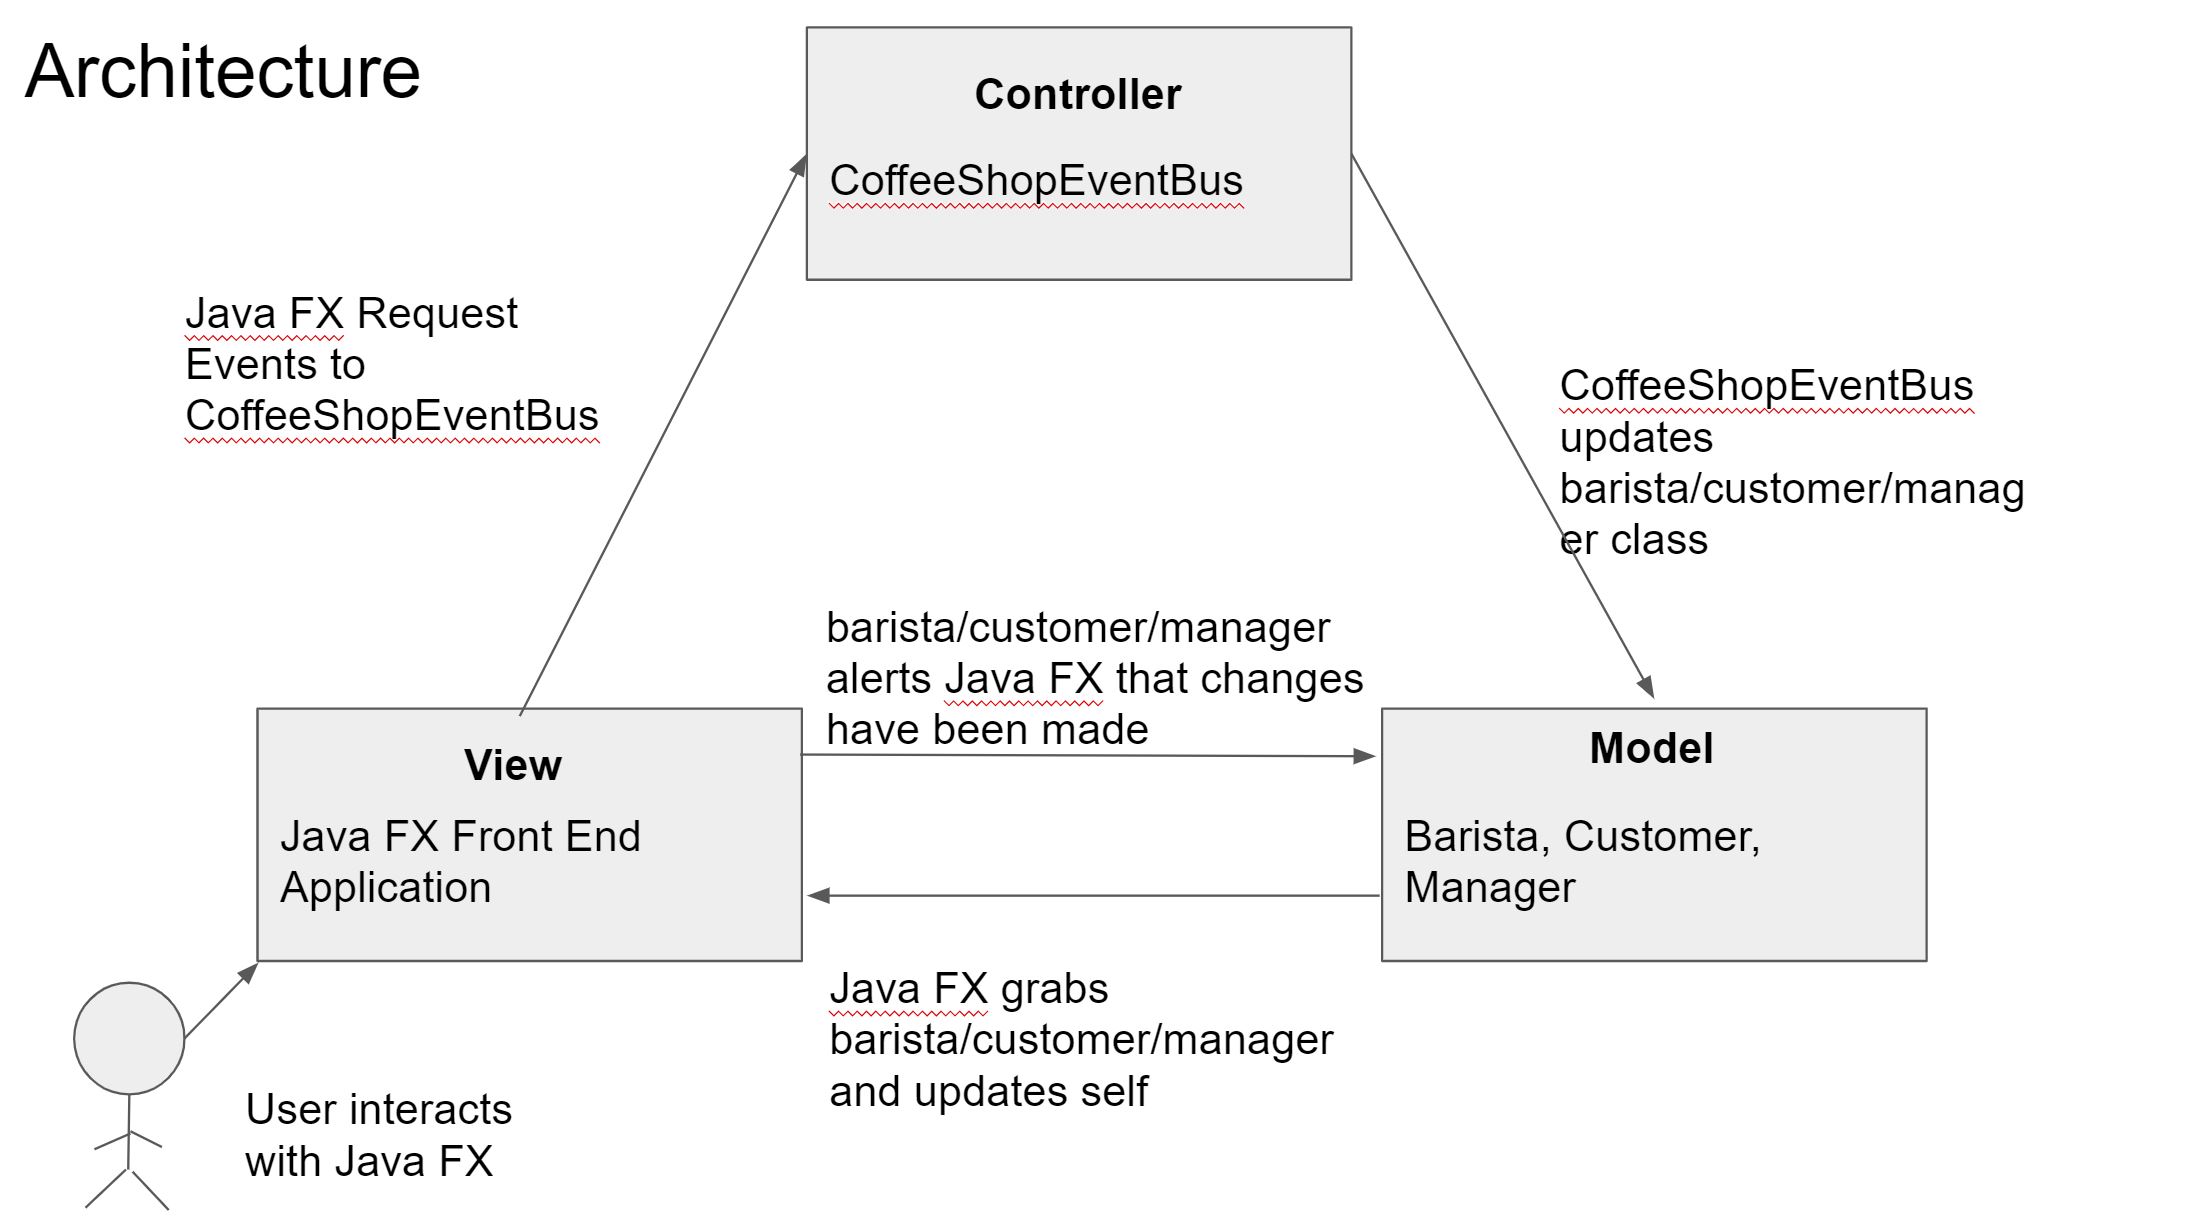 Architecture
Controller
CoffeeShopEventBus
Java FX Request
Events to
CoffeeShopEventBus
CoffeeShopEventBus
updates
barista/customer/manag
er class
barista/customer/manager
alerts Java FX that changes
have been made
View
Java FX Front End
Application
Model
Barista, Customer,
Manager
Java FX grabs
barista/customer/manager
and updates self
User interacts
with Java FX